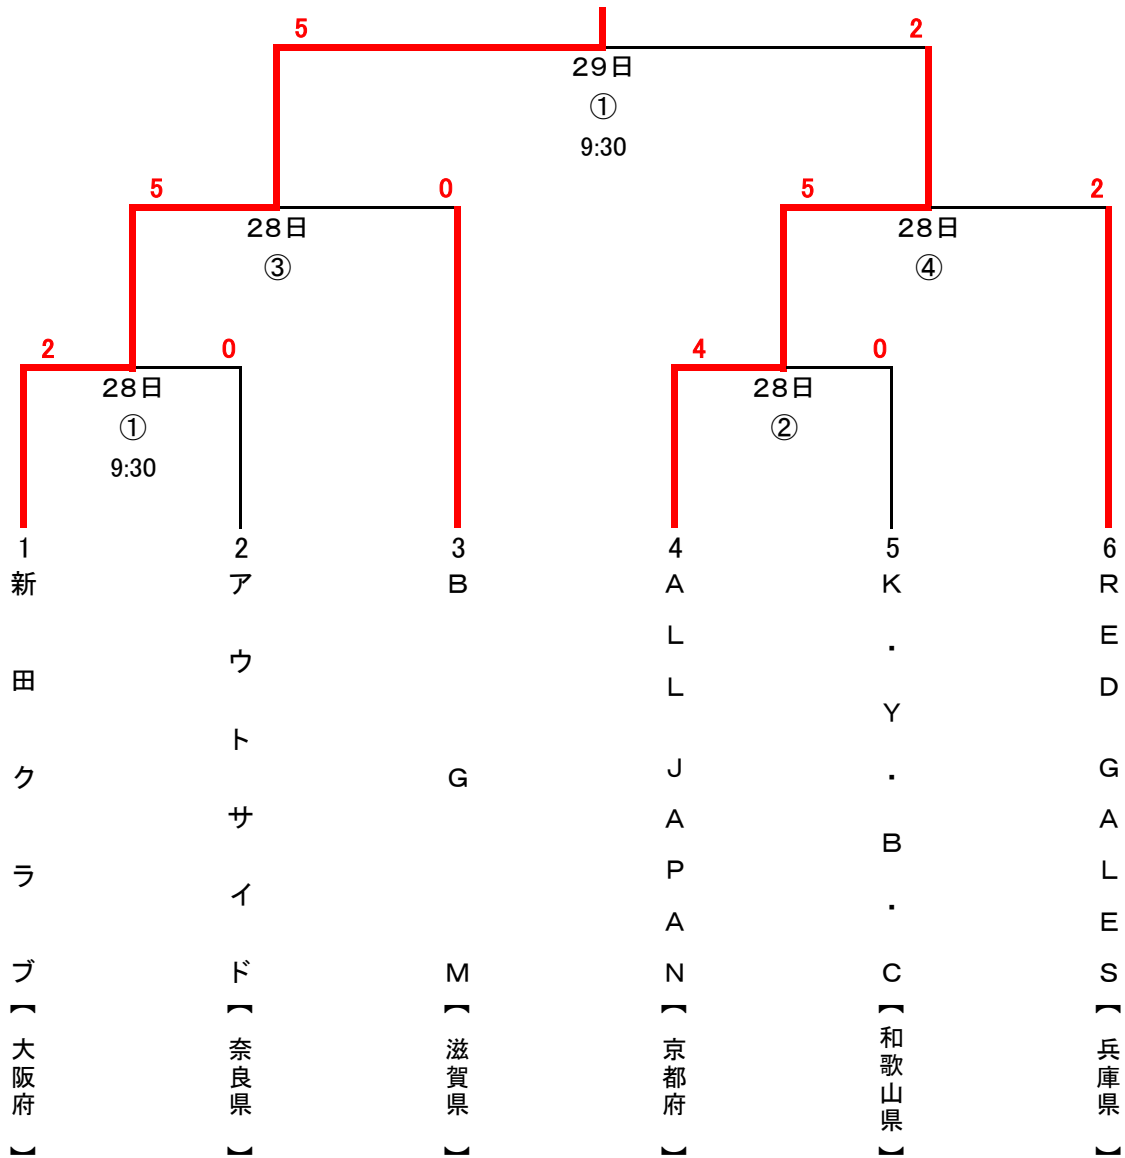 5 2
29日
①
9:30
5 0 5 2
28日 28日
③ ④
2 0 4 0
28日 28日
① ②
9:30
1 2 3 4 5 6
新田クラブ【大阪府】
アウトサイド【奈良県】
BGM【滋賀県】
ALL JAPAN【京都府】
K.Y.B.C【和歌山県】
RED GALES【兵庫県】